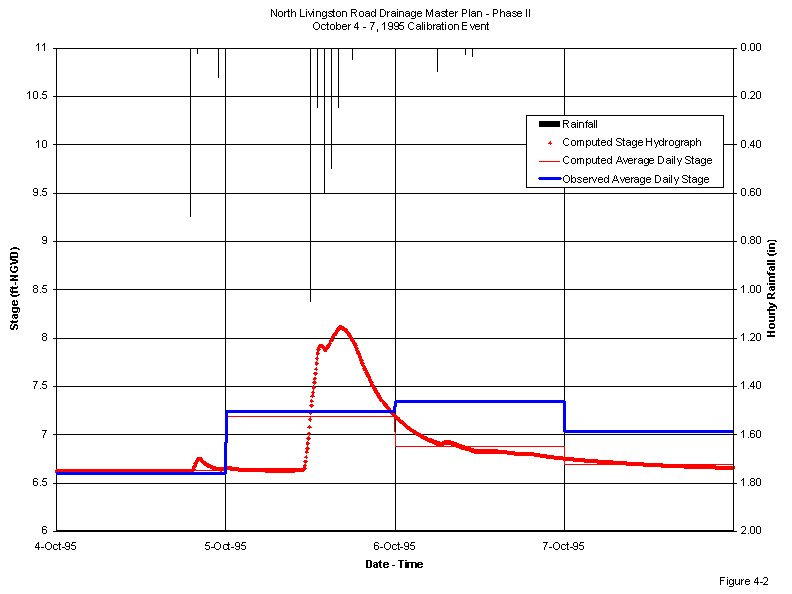 North Livingston Road Drainage Master Plan - Phase II
October 4 - 7, 1995 Calibration Event
11
10.5
10
9.5
9
8.5
8
7.5
7
6.5
6
Stage (ft-NGVD)
0.00
0.20
0.40
0.60
0.80
1.00
1.20
1.40
1.60
1.80
2.00
Hourly Rainfall (in)
Rainfall
Computed Stage Hydrograph
Computed Average Daily Stage
Observed Average Daily Stage
4-Oct-95 5-Oct-95 6-Oct-95 7-Oct-95
Date - Time
Figure 4-2